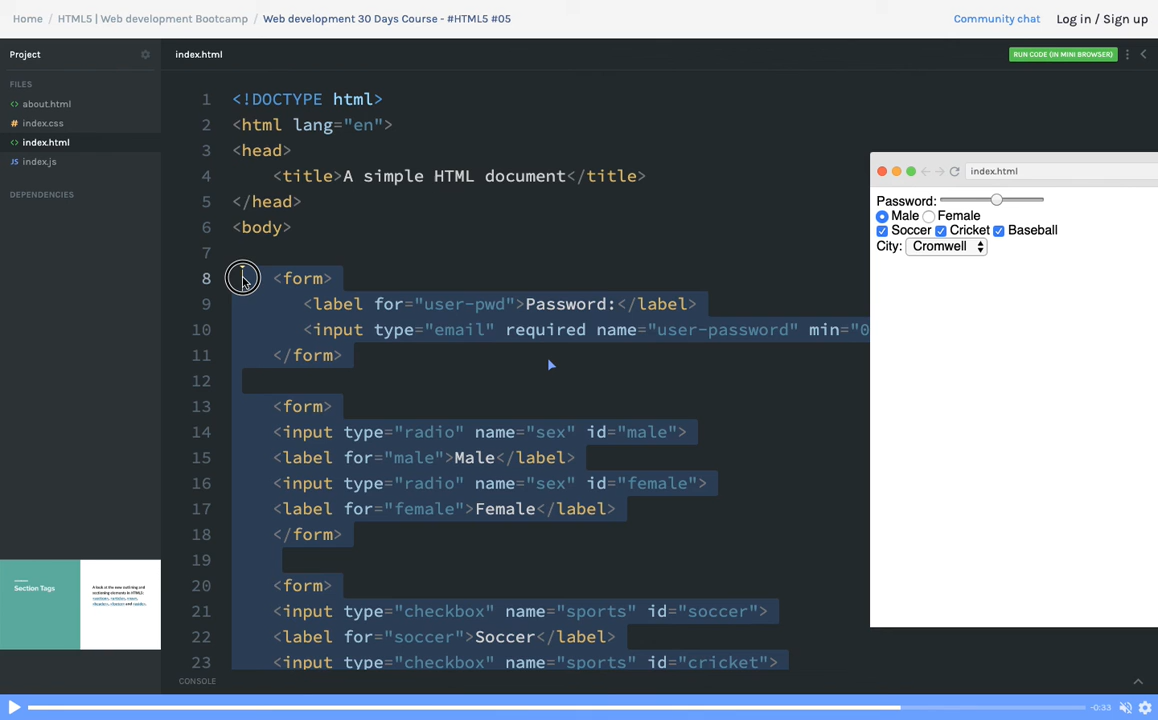 Home / HTML5 | Web development Bootcamp / Web development 30 Days Course - #HTML5 #05
Community chat Log in / Sign up
Project
index.html
RUN CODE (IN MINI BROWSER)
FILES
<> about.html
# index.css
<> index.html
JS index.js
DEPENDENCIES
1 <!DOCTYPE html>
2 <html lang="en">
3 <head>
4 <title>A simple HTML document</title>
5 </head>
6 <body>
7
8 <form>
9 <label for="user-pwd">Password:</label>
10 <input type="email" required name="user-password" min="0
11 </form>
12
13 <form>
14 <input type="radio" name="sex" id="male">
15 <label for="male">Male</label>
16 <input type="radio" name="sex" id="female">
17 <label for="female">Female</label>
18 </form>
19
20 <form>
21 <input type="checkbox" name="sports" id="soccer">
22 <label for="soccer">Soccer</label>
23 <input type="checkbox" name="sports" id="cricket">
index.html
Password:
Male Female
Soccer Cricket Baseball
City: Cromwell
Section Tags
CONSOLE
-0:33